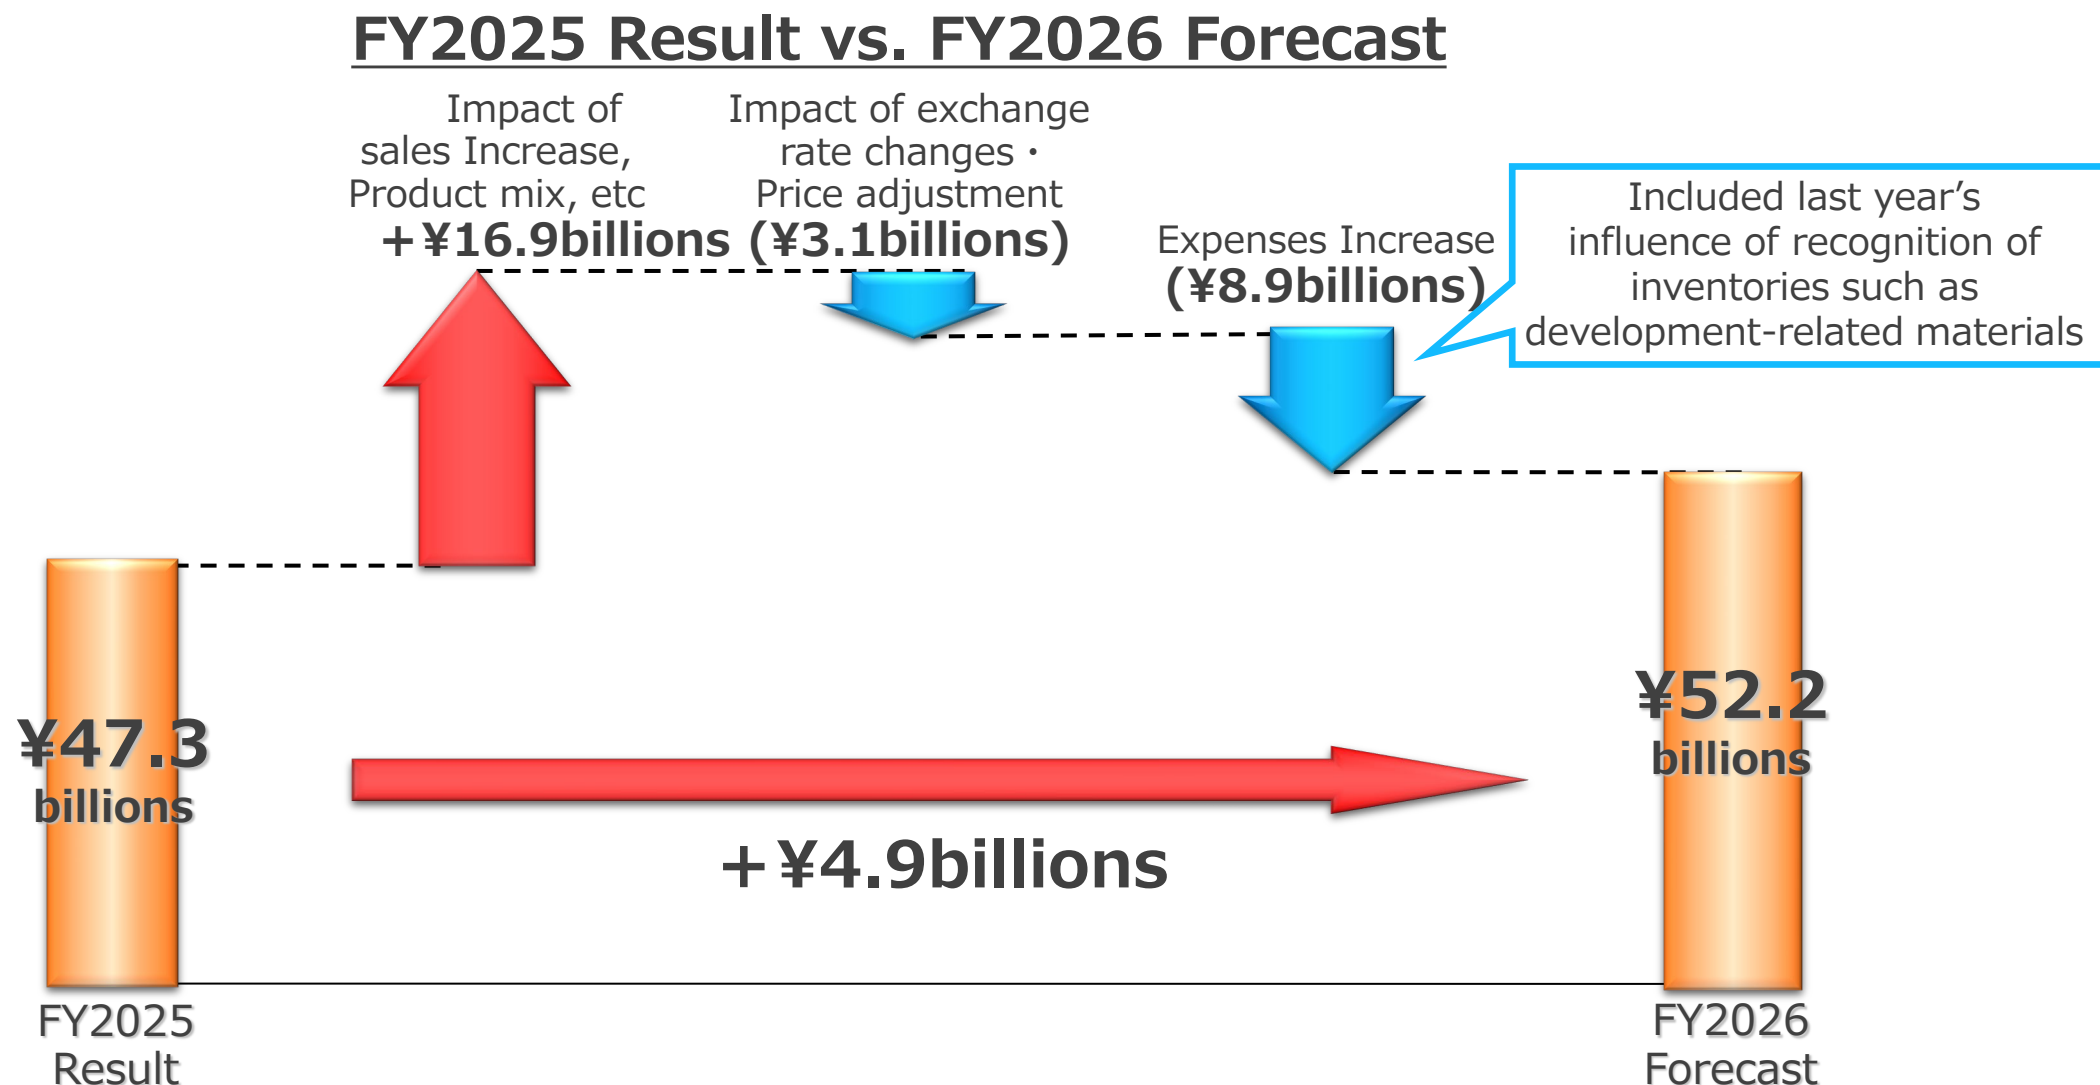 FY2025 Result vs. FY2026 Forecast
Impact of
sales Increase,
Product mix, etc
+¥16.9billions
Impact of exchange
rate changes・
Price adjustment
(¥3.1billions)
Expenses Increase
(¥8.9billions)
Included last year’s
influence of recognition of
inventories such as
development-related materials
¥47.3
billions
+¥4.9billions
¥52.2
billions
FY2025
Result
FY2026
Forecast